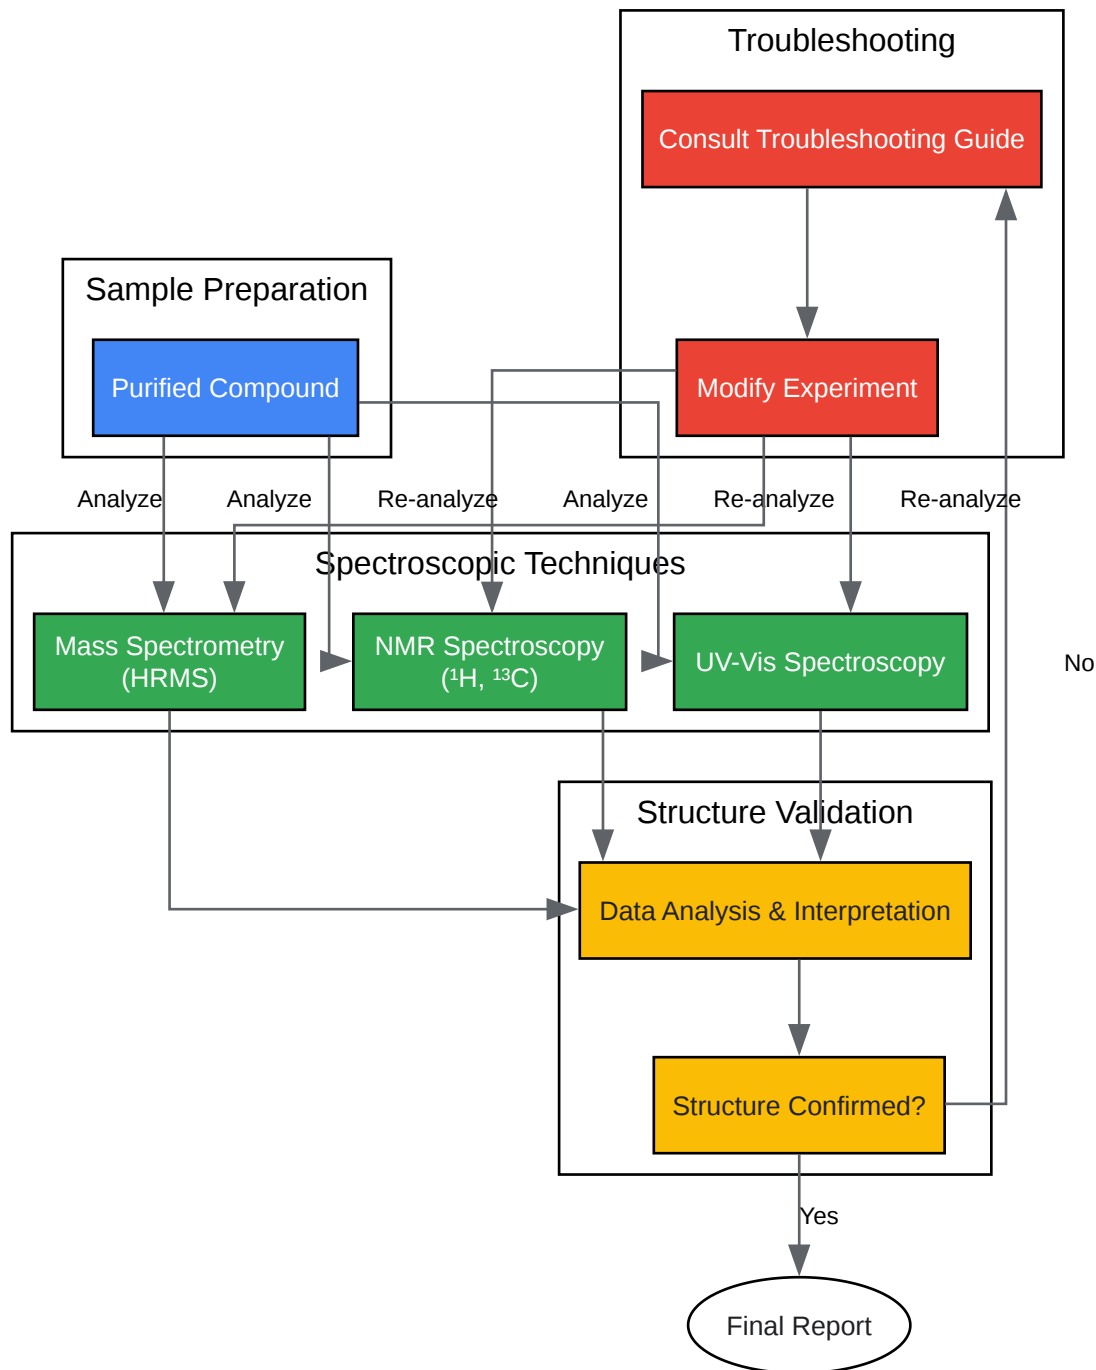 Troubleshooting
Consult Troubleshooting Guide
Sample Preparation
Purified Compound
Modify Experiment
Analyze
Analyze
Re-analyze
Analyze
Re-analyze
Re-analyze
Spectroscopic Techniques
Mass Spectrometry
(HRMS)
NMR Spectroscopy
(¹H, ¹³C)
UV-Vis Spectroscopy
No
Structure Validation
Data Analysis & Interpretation
Structure Confirmed?
Yes
Final Report